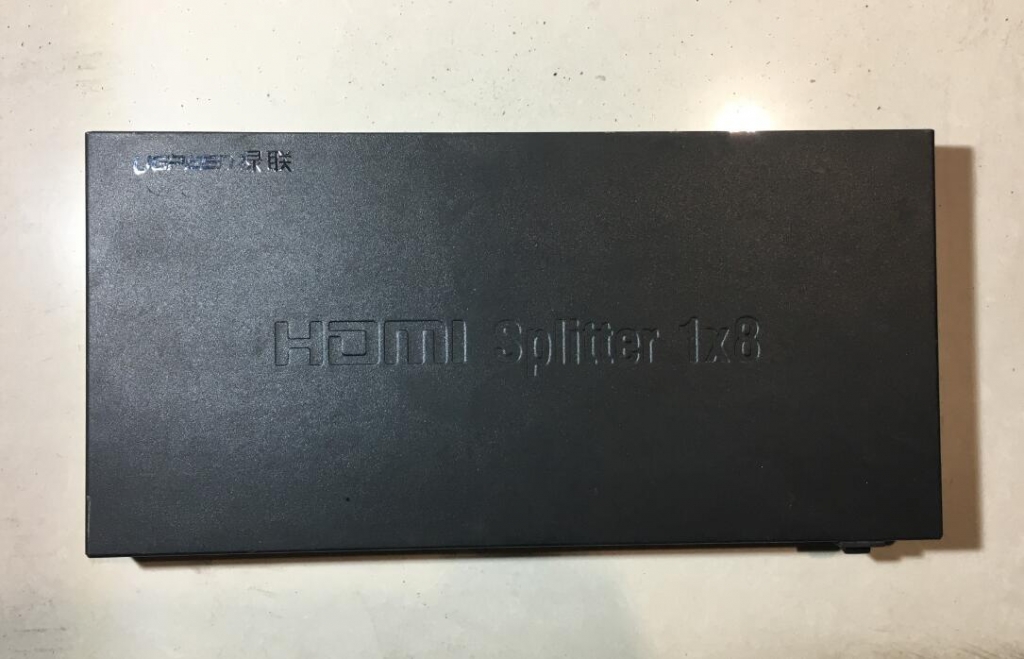 UGREEN 绿联
HDMI Splitter 1x8